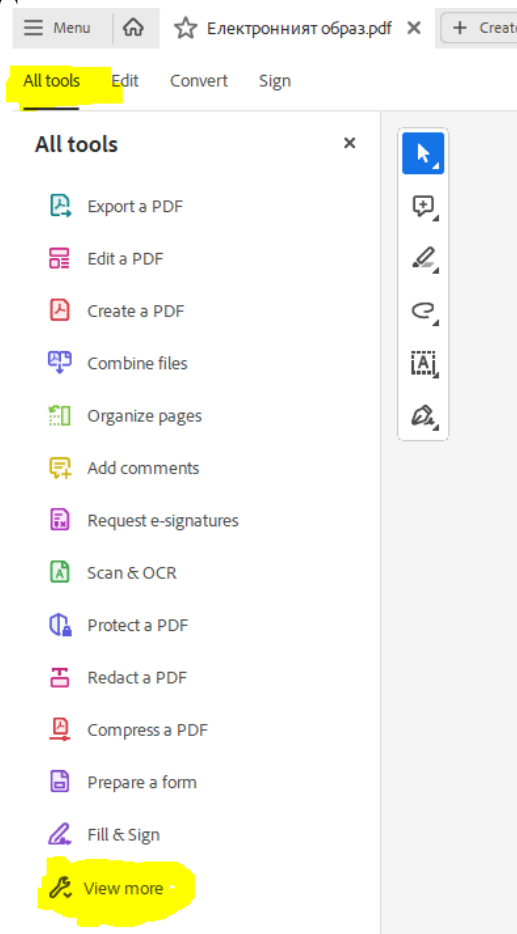 Menu
Електронният образ.pdf
All tools Edit Convert Sign
All tools
Export a PDF
Edit a PDF
Create a PDF
Combine files
Organize pages
Add comments
Request e-signatures
Scan & OCR
Protect a PDF
Redact a PDF
Compress a PDF
Prepare a form
Fill & Sign
View more